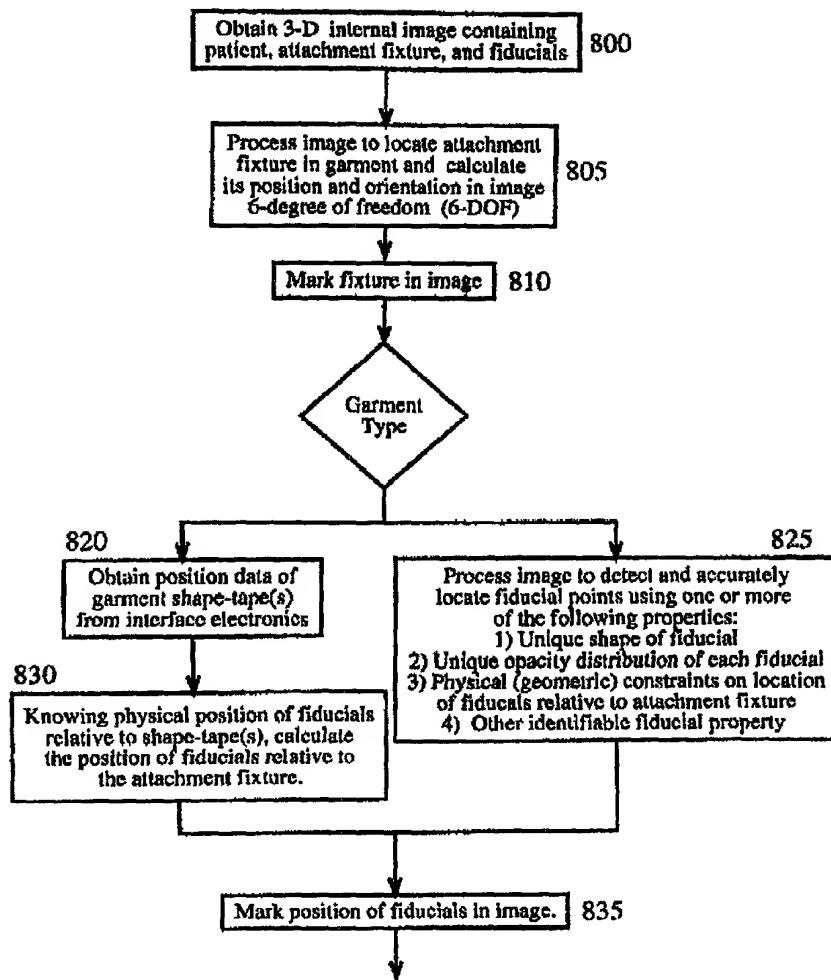 Obtain 3-D internal image containing
patient, attachment fixture, and fiducials
800
Process image to locate attachment
fixture in garment and calculate
its position and orientation in image
6-degree of freedom (6-DOF)
805
Mark fixture in image
810
Garment
Type
820
Obtain position data of
garment shape-tape(s)
from interface electronics
830
Knowing physical position of fiducials
relative to shape-tape(s), calculate
the position of fiducials relative to
the attachment fixture.
825
Process image to detect and accurately
locate fiducial points using one or more
of the following properties:
1) Unique shape of fiducial
2) Unique opacity distribution of each fiducial
3) Physical (geometric) constraints on location
of fiducals relative to attachment fixture
4) Other identifiable fiducial property
Mark position of fiducials in image.
835